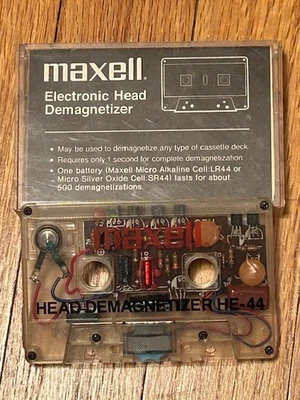 maxell®
Electronic Head
Demagnetizer
• May be used to demagnetize any type of cassette deck.
• Requires only 1 second for complete demagnetization.
• One battery (Maxell Micro Alkaline Cell:LR44 or
Micro Silver Oxide Cell:SR44) lasts for about
500 demagnetizations.
maxell
HEAD DEMAGNETIZER HE-44